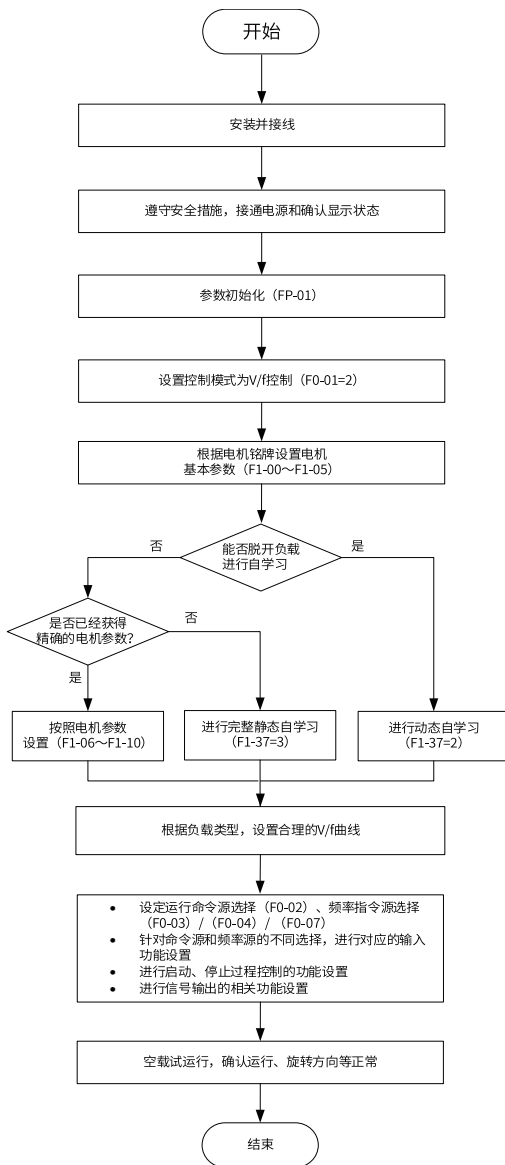 开始
安装并接线
遵守安全措施，接通电源和确认显示状态
参数初始化（FP-01）
设置控制模式为V/f控制（F0-01=2）
根据电机铭牌设置电机
基本参数（F1-00～F1-05）
能否脱开负载
进行自学习
否
是
是否已经获得
精确的电机参数？
否
是
按照电机参数
设置（F1-06～F1-10）
进行完整静态自学习
（F1-37=3）
进行动态自学习
（F1-37=2）
根据负载类型，设置合理的V/f曲线
● 设定运行命令源选择（F0-02）、频率指令源选择
（F0-03）/（F0-04）/ （F0-07）
● 针对命令源和频率源的不同选择，进行对应的输入
功能设置
● 进行启动、停止过程控制的功能设置
● 进行信号输出的相关功能设置
空载试运行，确认运行、旋转方向等正常
结束